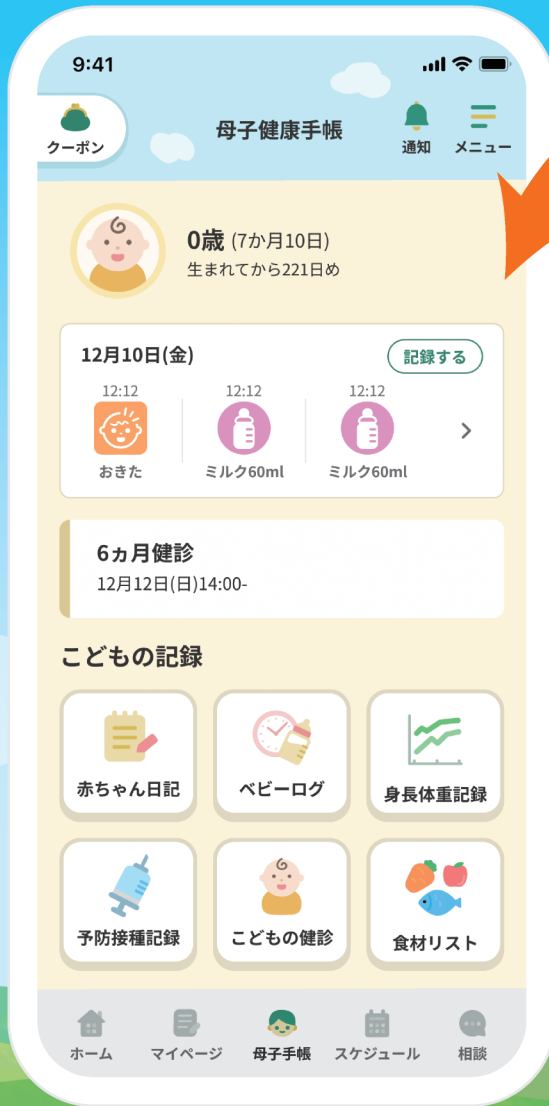 9:41
クーポン
母子健康手帳
通知
メニュー
0歳 (7か月10日)
生まれてから221日め
12月10日(金)
記録する
12:12
12:12
12:12
おきた
ミルク60ml
ミルク60ml
6ヵ月健診
12月12日(日)14:00-
こどもの記録
赤ちゃん日記
ベビーログ
身長体重記録
予防接種記録
こどもの健診
食材リスト
ホーム
マイページ
母子手帳
スケジュール
相談